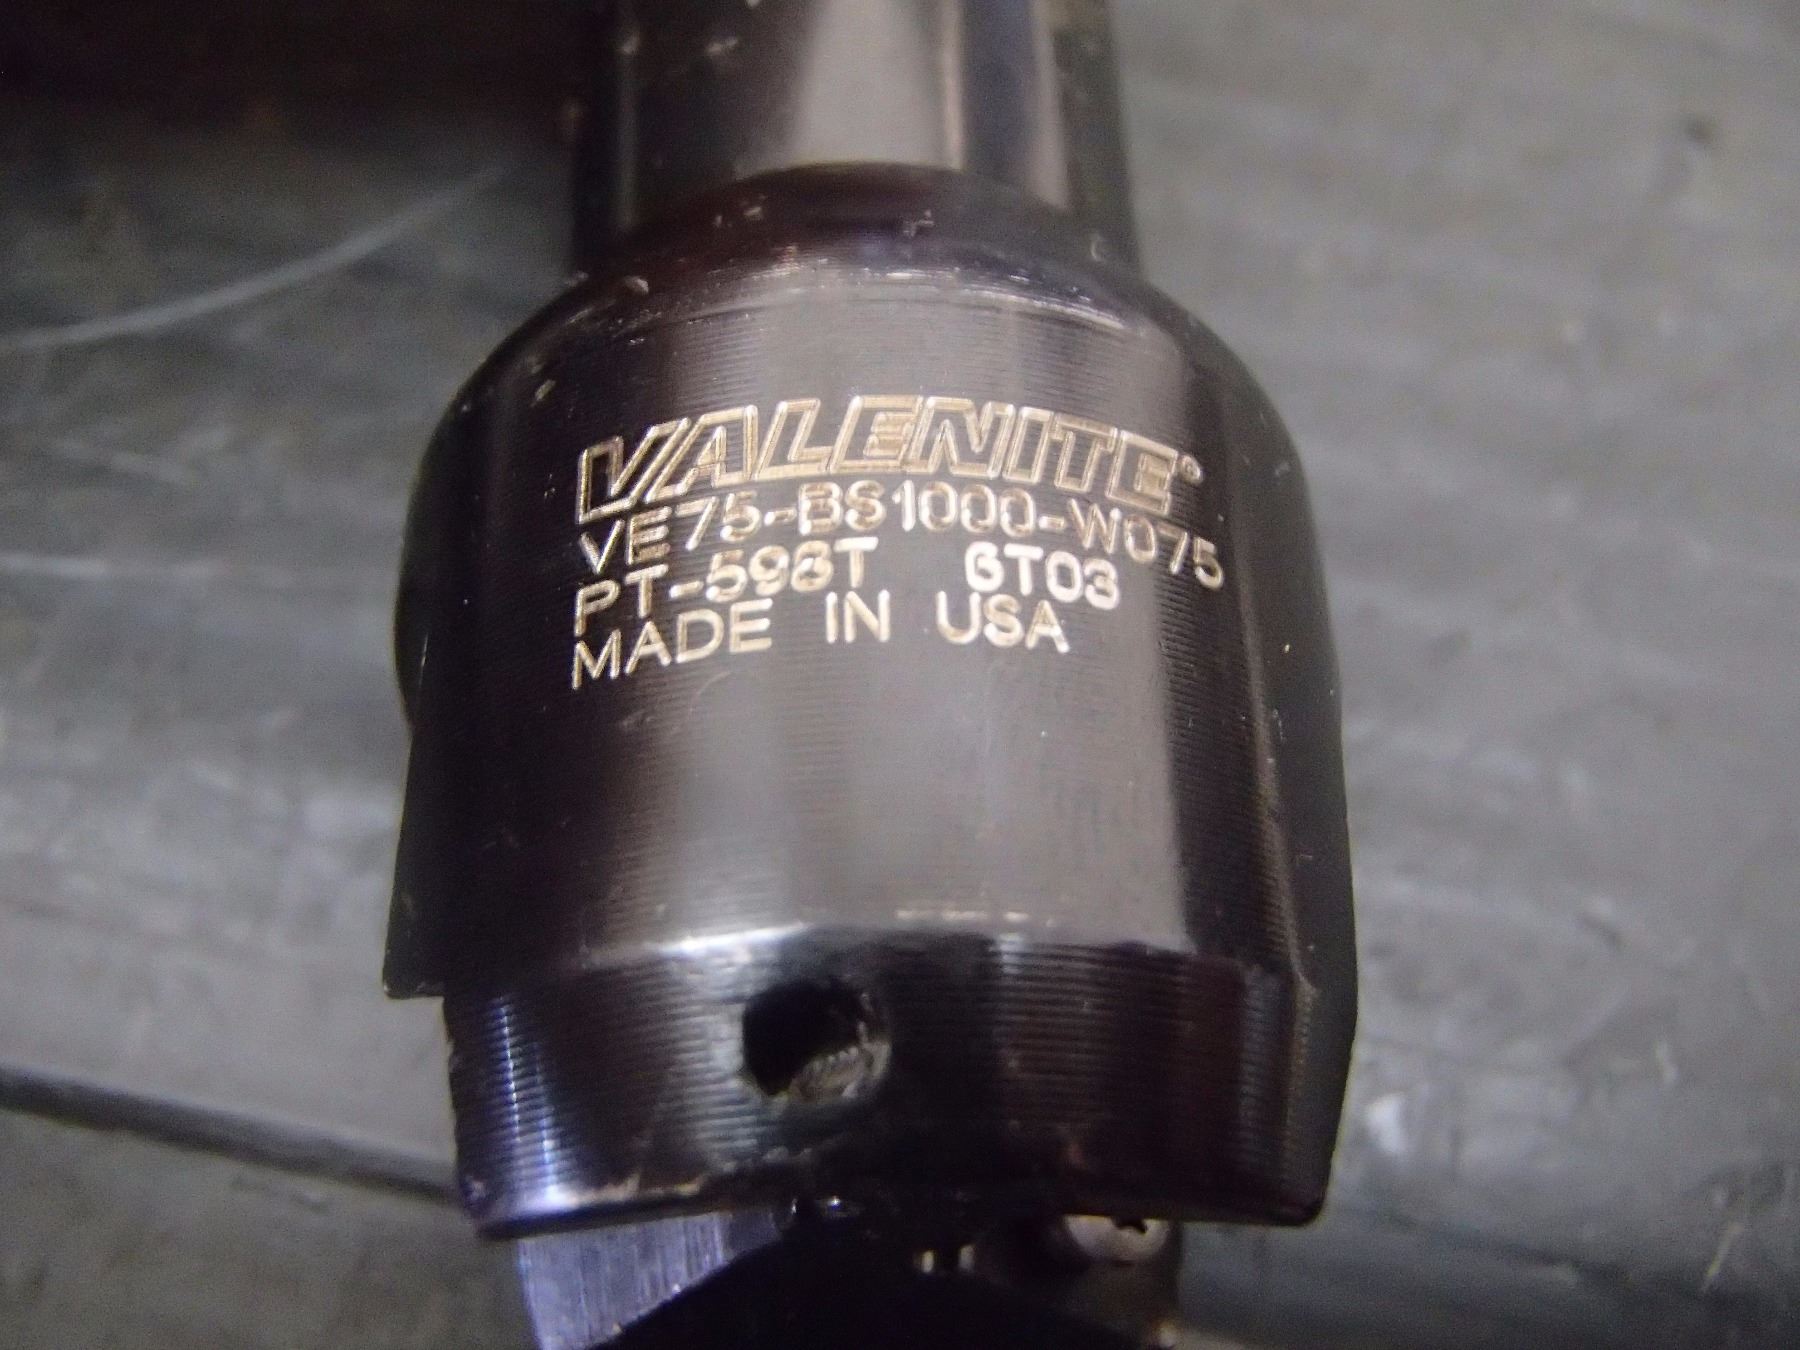 VALENITE®
VE75-BS1000-W075
PT-598T 6T03
MADE IN USA